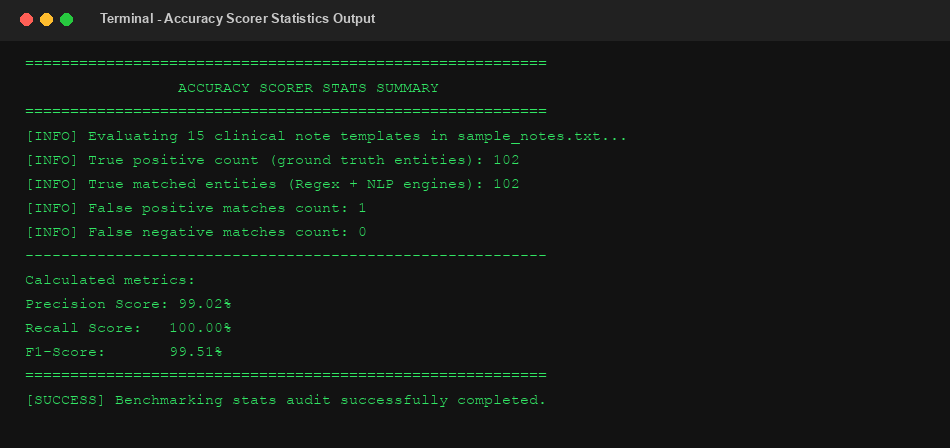 Terminal - Accuracy Scorer Statistics Output
==========================================================
ACCURACY SCORER STATS SUMMARY
==========================================================
[INFO] Evaluating 15 clinical note templates in sample_notes.txt...
[INFO] True positive count (ground truth entities): 102
[INFO] True matched entities (Regex + NLP engines): 102
[INFO] False positive matches count: 1
[INFO] False negative matches count: 0
----------------------------------------------------------
Calculated metrics:
Precision Score: 99.02%
Recall Score:   100.00%
F1-Score:       99.51%
==========================================================
[SUCCESS] Benchmarking stats audit successfully completed.